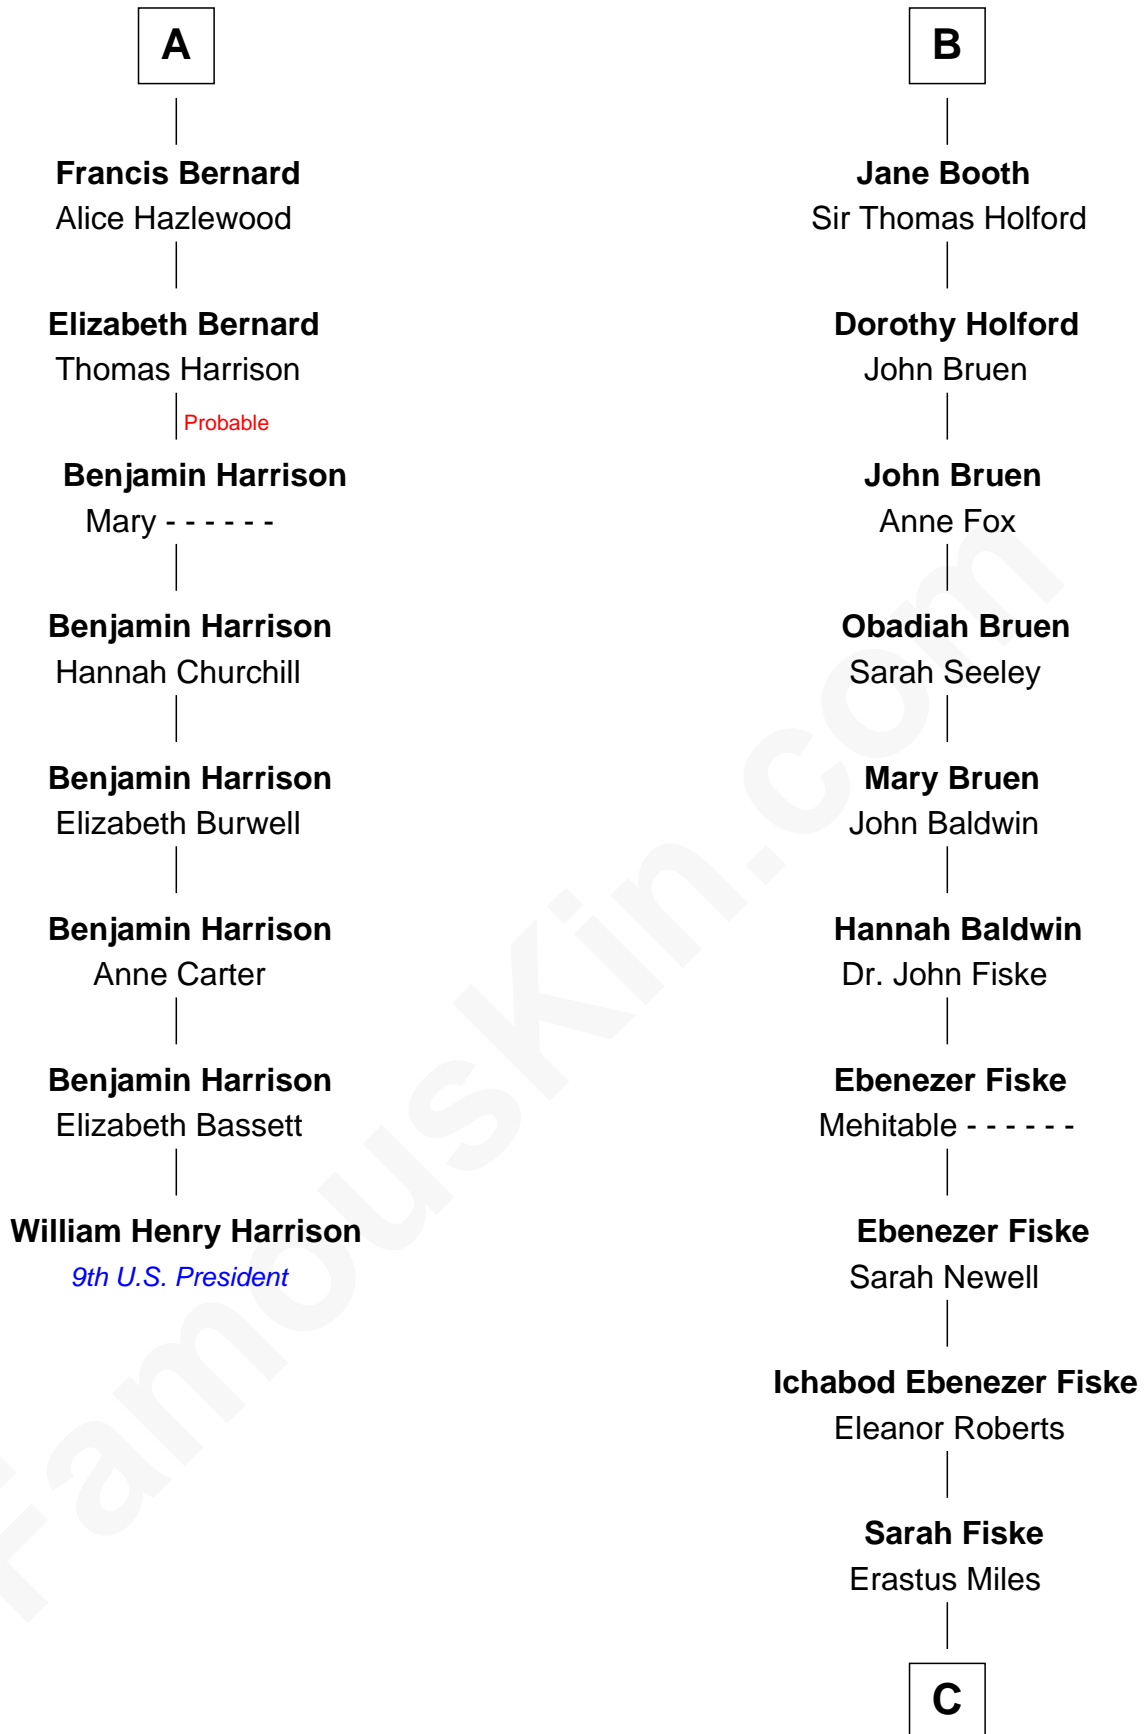 A
Francis Bernard
Alice Hazlewood
Elizabeth Bernard
Thomas Harrison
Probable
Benjamin Harrison
Mary - - - - - -
Benjamin Harrison
Hannah Churchill
Benjamin Harrison
Elizabeth Burwell
Benjamin Harrison
Anne Carter
Benjamin Harrison
Elizabeth Bassett
William Henry Harrison
9th U.S. President
B
Jane Booth
Sir Thomas Holford
Dorothy Holford
John Bruen
John Bruen
Anne Fox
Obadiah Bruen
Sarah Seeley
Mary Bruen
John Baldwin
Hannah Baldwin
Dr. John Fiske
Ebenezer Fiske
Mehitable - - - - - -
Ebenezer Fiske
Sarah Newell
Ichabod Ebenezer Fiske
Eleanor Roberts
Sarah Fiske
Erastus Miles
C
FamousKin.com